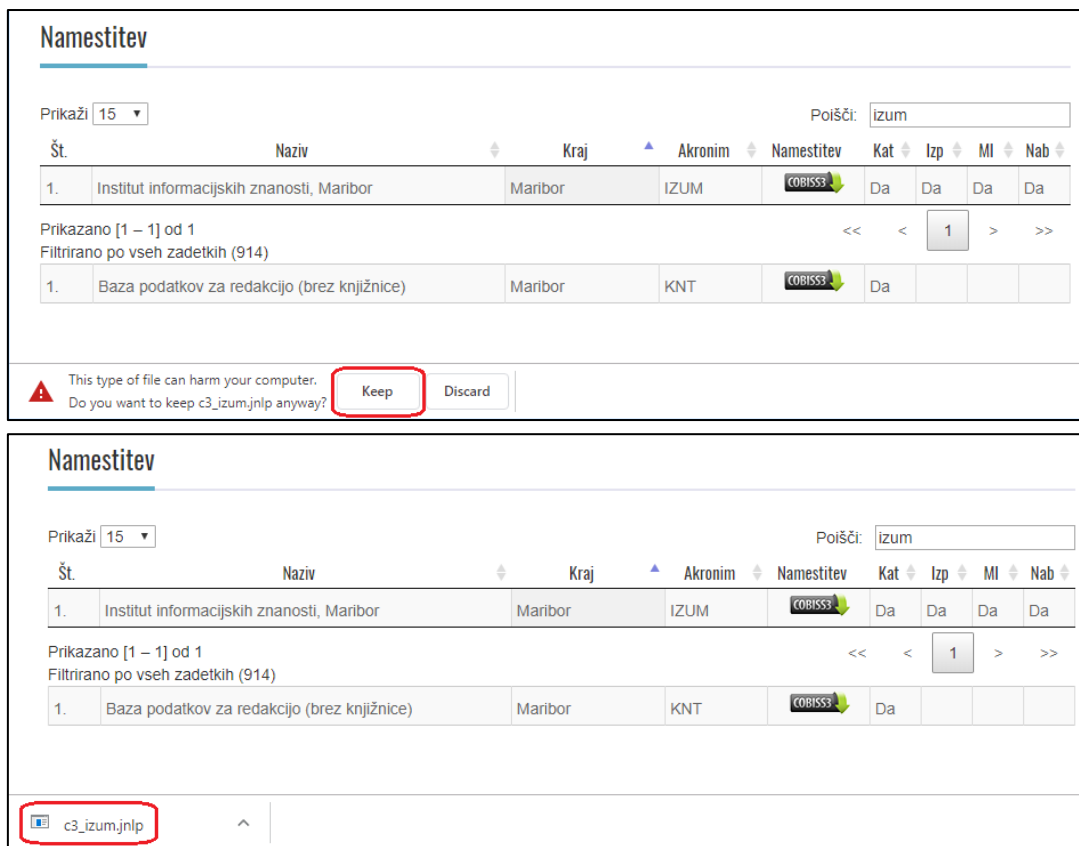 Namestitev
Prikaži 15 Poišči: izum
Št. Naziv Kraj Akronim Namestitev Kat Izp MI Nab
1. Institut informacijskih znanosti, Maribor Maribor IZUM COBISS3 Da Da Da Da
Prikazano [1 – 1] od 1 << < 1 > >>
Filtrirano po vseh zadetkih (914)
1. Baza podatkov za redakcijo (brez knjižnice) Maribor KNT COBISS3 Da
This type of file can harm your computer.
Do you want to keep c3_izum.jnlp anyway?
Keep Discard
Namestitev
Prikaži 15 Poišči: izum
Št. Naziv Kraj Akronim Namestitev Kat Izp MI Nab
1. Institut informacijskih znanosti, Maribor Maribor IZUM COBISS3 Da Da Da Da
Prikazano [1 – 1] od 1 << < 1 > >>
Filtrirano po vseh zadetkih (914)
1. Baza podatkov za redakcijo (brez knjižnice) Maribor KNT COBISS3 Da
c3_izum.jnlp